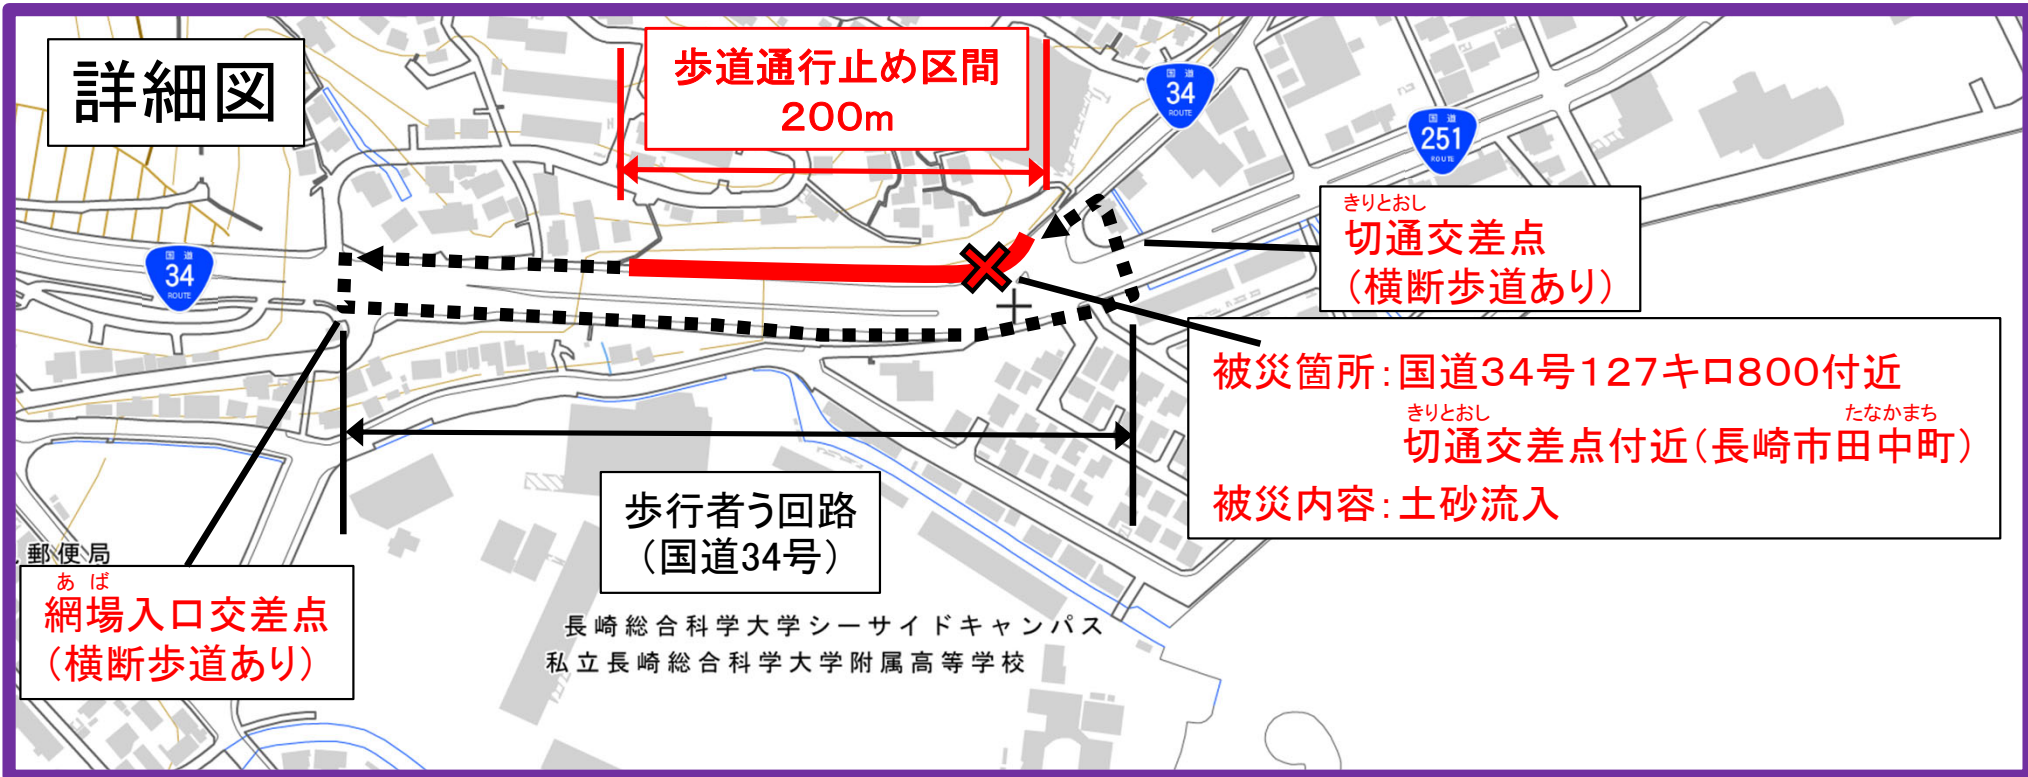 詳細図
歩道通行止め区間
200m
国道
34
ROUTE
国道
251
ROUTE
国道
34
ROUTE
きりとおし
切通交差点
(横断歩道あり)
被災箇所:国道34号127キロ800付近
きりとおし たなかまち
切通交差点付近(長崎市田中町)
被災内容:土砂流入
歩行者う回路
(国道34号)
郵便局
あば
網場入口交差点
(横断歩道あり)
長崎総合科学大学シーサイドキャンパス
私立長崎総合科学大学附属高等学校